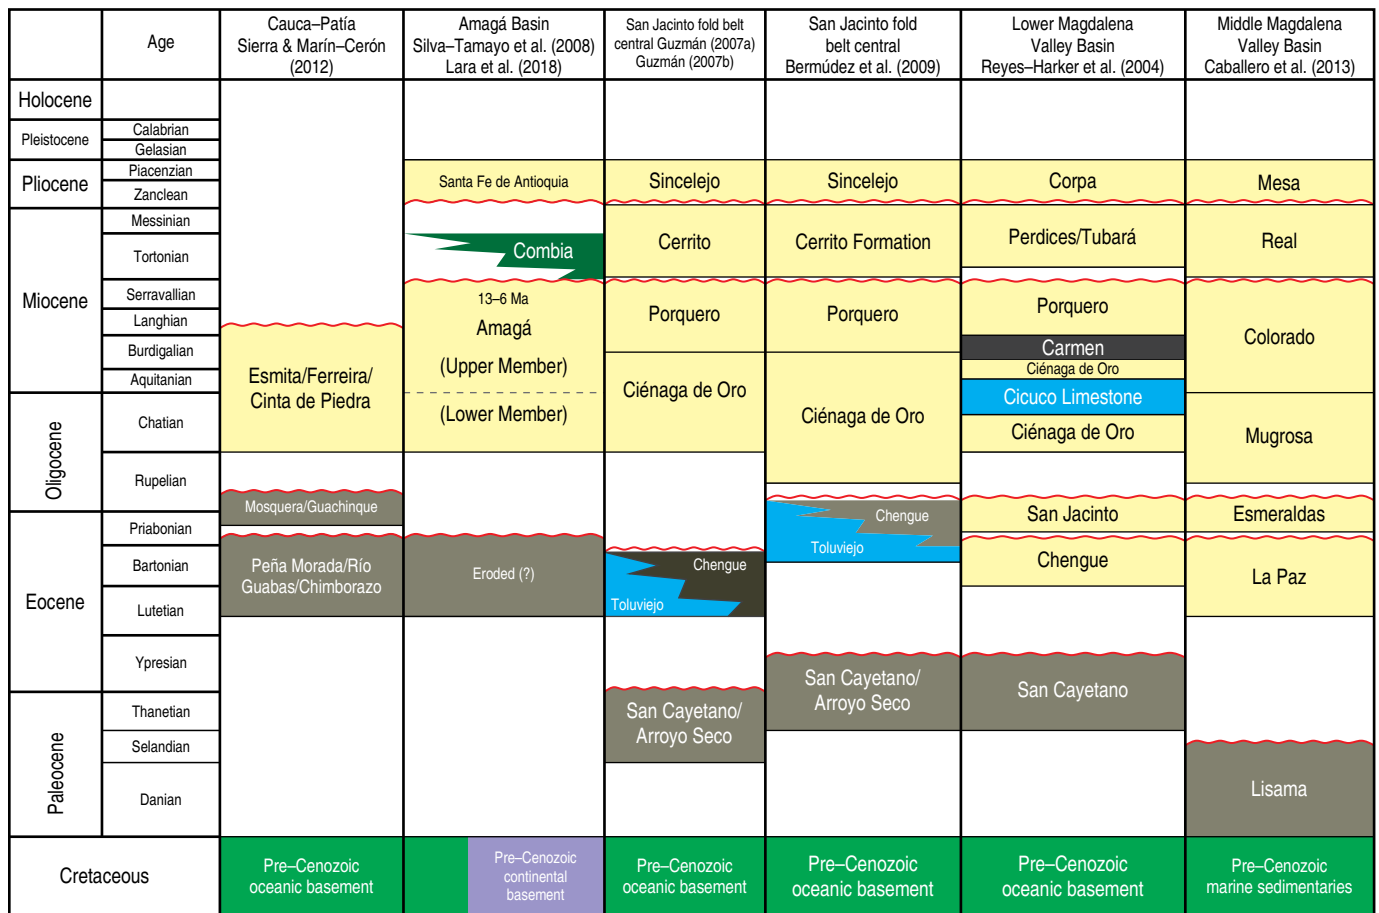 Age
Cauca–Patía
Sierra & Marín–Cerón
(2012)
Amagá Basin
Silva–Tamayo et al. (2008)
Lara et al. (2018)
San Jacinto fold belt
central Guzmán (2007a)
Guzmán (2007b)
San Jacinto fold
belt central
Bermúdez et al. (2009)
Lower Magdalena
Valley Basin
Reyes–Harker et al. (2004)
Middle Magdalena
Valley Basin
Caballero et al. (2013)
Holocene
Pleistocene
Calabrian
Gelasian
Pliocene
Piacenzian
Zanclean
Miocene
Messinian
Tortonian
Serravallian
Langhian
Burdigalian
Aquitanian
Oligocene
Chatian
Rupelian
Eocene
Priabonian
Bartonian
Lutetian
Ypresian
Paleocene
Thanetian
Selandian
Danian
Cretaceous
Esmita/Ferreira/
Cinta de Piedra
Mosquera/Guachinque
Peña Morada/Río
Guabas/Chimborazo
Pre–Cenozoic
oceanic basement
Santa Fe de Antioquia
Combia
13–6 Ma
Amagá
(Upper Member)
(Lower Member)
Eroded (?)
Pre–Cenozoic
continental
basement
Sincelejo
Cerrito
Porquero
Ciénaga de Oro
Chengue
Toluviejo
San Cayetano/
Arroyo Seco
Pre–Cenozoic
oceanic basement
Sincelejo
Cerrito Formation
Porquero
Ciénaga de Oro
Chengue
Toluviejo
San Cayetano/
Arroyo Seco
Pre–Cenozoic
oceanic basement
Corpa
Perdices/Tubará
Porquero
Carmen
Ciénaga de Oro
Cicuco Limestone
Ciénaga de Oro
San Jacinto
Chengue
San Cayetano
Pre–Cenozoic
oceanic basement
Mesa
Real
Colorado
Mugrosa
Esmeraldas
La Paz
Lisama
Pre–Cenozoic
marine sedimentaries